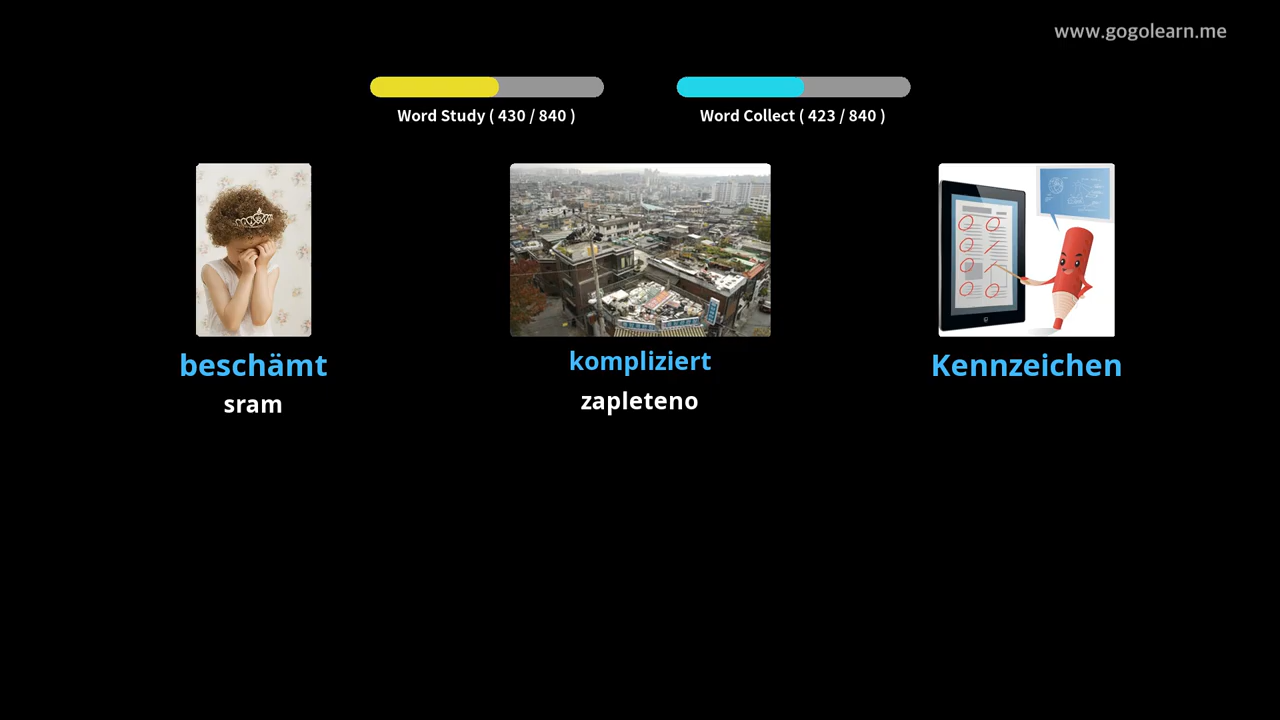 www.gogolearn.me
Word Study ( 430 / 840 )
Word Collect ( 423 / 840 )
beschämt
kompliziert
Kennzeichen
sram
zapleteno